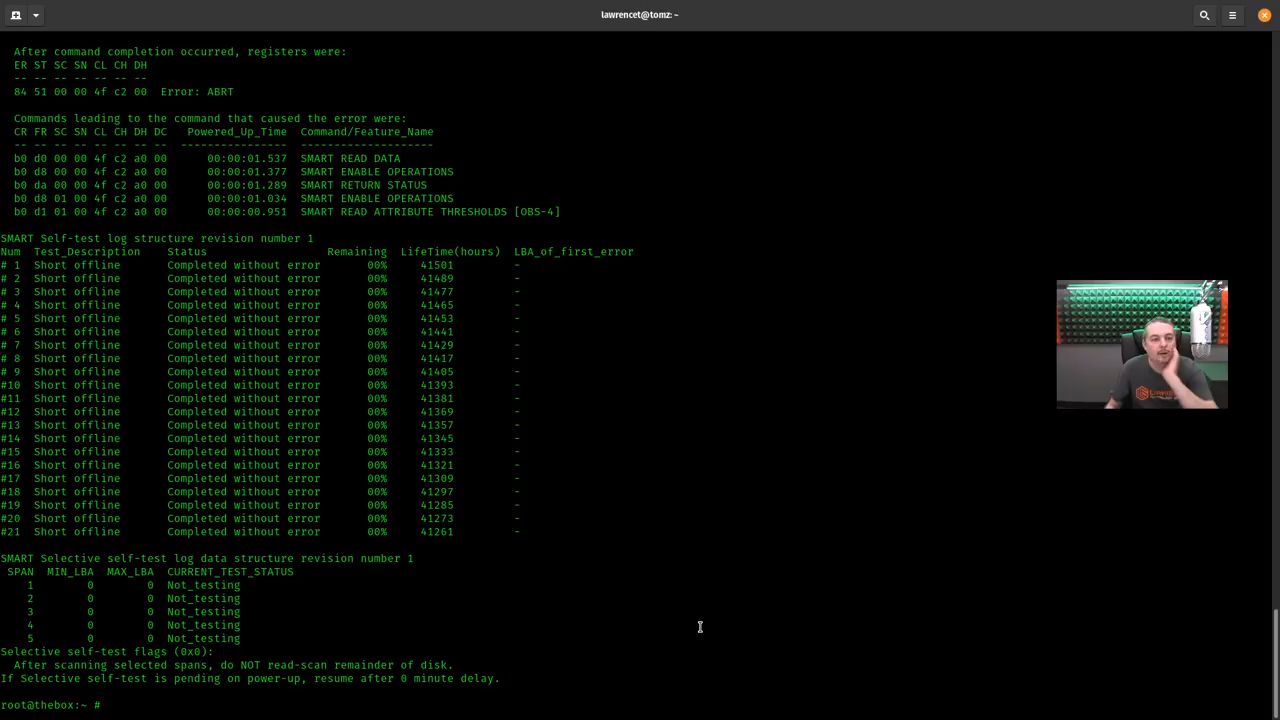 lawrencet@tomz: ~
After command completion occurred, registers were:
ER ST SC SN CL CH DH
-- -- -- -- -- -- --
84 51 00 00 4f c2 00  Error: ABRT
Commands leading to the command that caused the error were:
CR FR SC SN CL CH DH DC   Powered_Up_Time  Command/Feature_Name
-- -- -- -- -- -- -- --  ----------------  --------------------
b0 d0 00 00 4f c2 a0 00      00:00:01.537  SMART READ DATA
b0 d8 00 00 4f c2 a0 00      00:00:01.377  SMART ENABLE OPERATIONS
b0 da 00 00 4f c2 a0 00      00:00:01.289  SMART RETURN STATUS
b0 d8 01 00 4f c2 a0 00      00:00:01.034  SMART ENABLE OPERATIONS
b0 d1 01 00 4f c2 a0 00      00:00:00.951  SMART READ ATTRIBUTE THRESHOLDS [OBS-4]
SMART Self-test log structure revision number 1
Num  Test_Description    Status                  Remaining  LifeTime(hours)  LBA_of_first_error
# 1  Short offline       Completed without error       00%     41501         -
# 2  Short offline       Completed without error       00%     41489         -
# 3  Short offline       Completed without error       00%     41477         -
# 4  Short offline       Completed without error       00%     41465         -
# 5  Short offline       Completed without error       00%     41453         -
# 6  Short offline       Completed without error       00%     41441         -
# 7  Short offline       Completed without error       00%     41429         -
# 8  Short offline       Completed without error       00%     41417         -
# 9  Short offline       Completed without error       00%     41405         -
#10  Short offline       Completed without error       00%     41393         -
#11  Short offline       Completed without error       00%     41381         -
#12  Short offline       Completed without error       00%     41369         -
#13  Short offline       Completed without error       00%     41357         -
#14  Short offline       Completed without error       00%     41345         -
#15  Short offline       Completed without error       00%     41333         -
#16  Short offline       Completed without error       00%     41321         -
#17  Short offline       Completed without error       00%     41309         -
#18  Short offline       Completed without error       00%     41297         -
#19  Short offline       Completed without error       00%     41285         -
#20  Short offline       Completed without error       00%     41273         -
#21  Short offline       Completed without error       00%     41261         -
SMART Selective self-test log data structure revision number 1
SPAN  MIN_LBA  MAX_LBA  CURRENT_TEST_STATUS
1        0        0  Not_testing
2        0        0  Not_testing
3        0        0  Not_testing
4        0        0  Not_testing
5        0        0  Not_testing
Selective self-test flags (0x0):
After scanning selected spans, do NOT read-scan remainder of disk.
If Selective self-test is pending on power-up, resume after 0 minute delay.
root@thebox:~ #